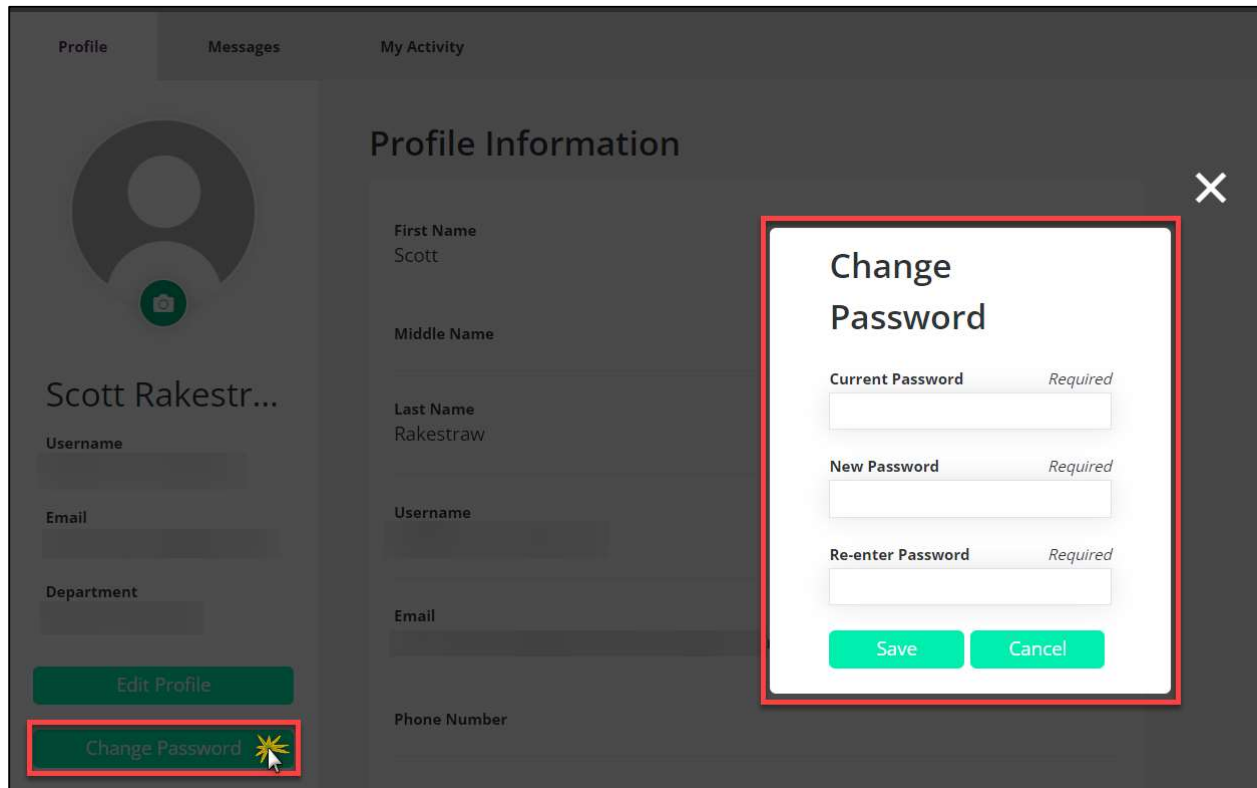 Profile
Messages
My Activity
Scott Rakestr...
Username
Email
Department
Edit Profile
Change Password
Profile Information
First Name
Scott
Middle Name
Last Name
Rakestraw
Username
Email
Phone Number
Change
Password
Current Password Required
New Password Required
Re-enter Password Required
Save Cancel